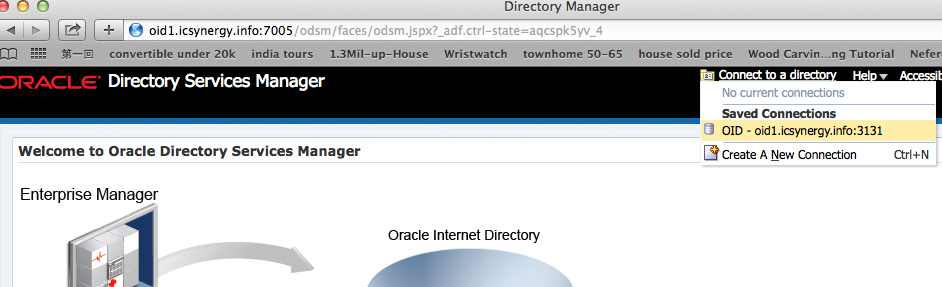 Directory Manager
oid1.icsynergy.info:7005/odsm/faces/odsm.jspx?_adf.ctrl-state=aqcspk5yv_4
第一回 convertible under 20k india tours 1.3Mil-up-House Wristwatch townhome 50-65 house sold price Wood Carvin...ng Tutorial Nefer
ORACLE Directory Services Manager
Connect to a directory Help Accessib
No current connections
Saved Connections
OID - oid1.icsynergy.info:3131
Create A New Connection Ctrl+N
Welcome to Oracle Directory Services Manager
Enterprise Manager
Oracle Internet Directory